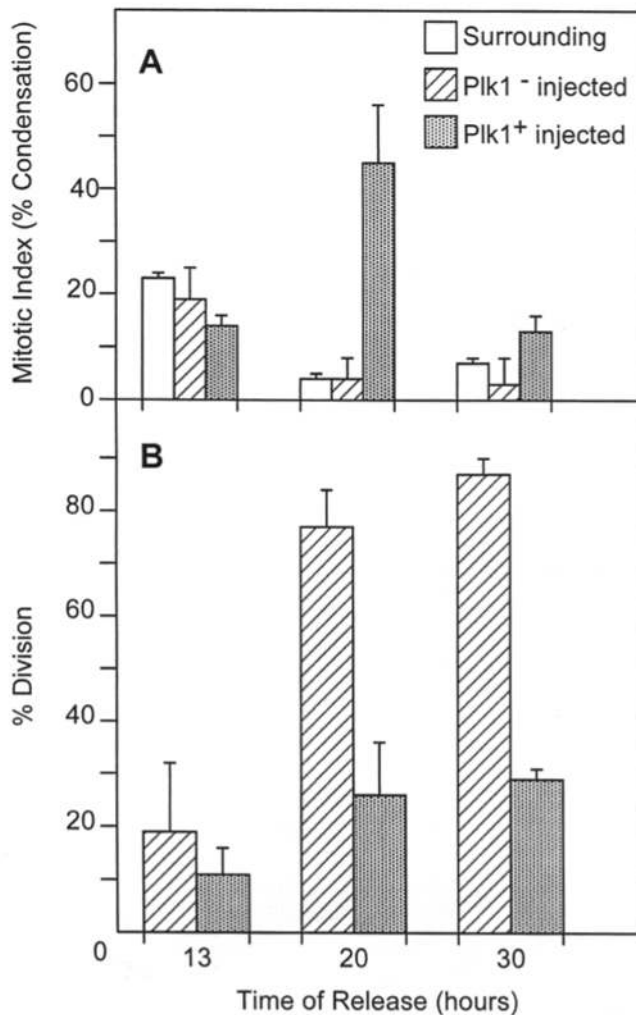 A
Surrounding
Plk1 - injected
Plk1+ injected
Mitotic Index (% Condensation)
60
40
20
0
B
% Division
80
60
40
20
0
13 20 30
Time of Release (hours)